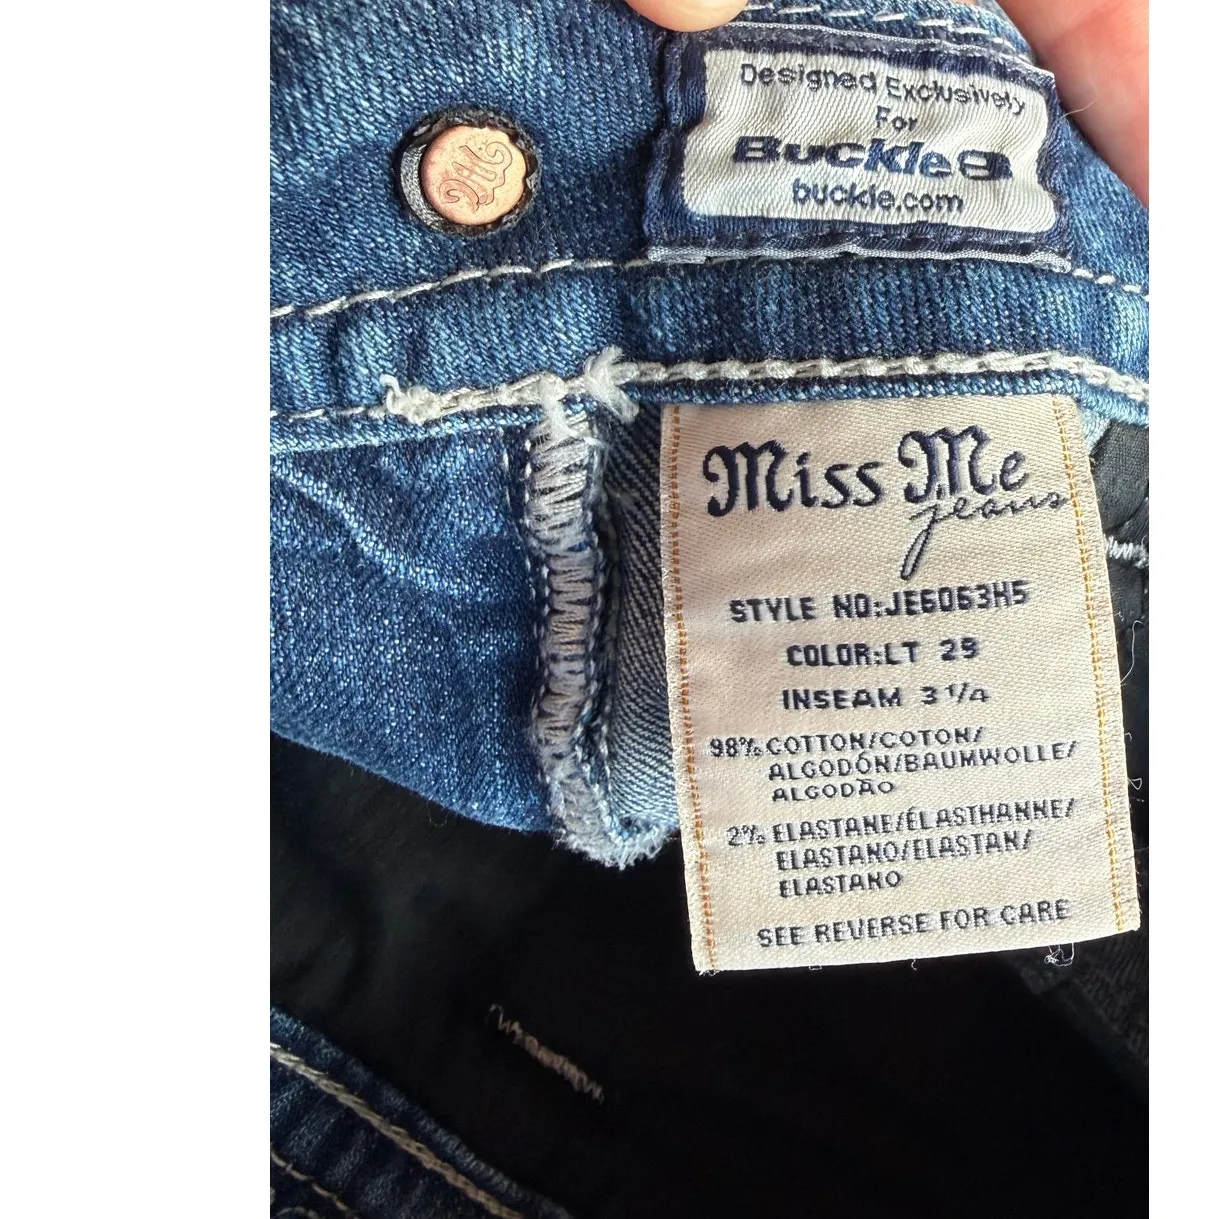 Designed Exclusively
For
Buckle B
buckle.com
Miss Me
jeans
STYLE NO:JE6063H5
COLOR:LT 29
INSEAM 3 1/4
98% COTTON/COTON/
ALGODÓN/BAUMWOLLE/
ALGODÃO
2% ELASTANE/ÉLASTHANNE/
ELASTANO/ELASTAN/
ELASTANO
SEE REVERSE FOR CARE